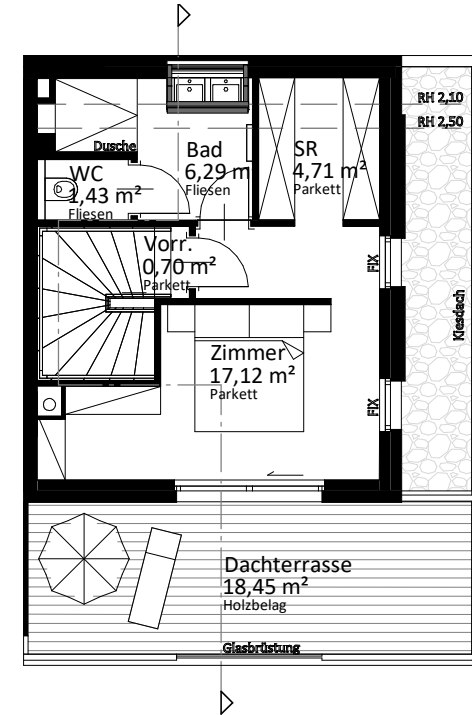 RH 2,10
RH 2,50
Dusche
Bad
6,29 m
Fliesen
SR
4,71 m²
Parkett
WC
1,43 m²
Fliesen
Vorr.
0,70 m²
Parkett
FIX
Kiesdach
Zimmer
17,12 m²
Parkett
FIX
Dachterrasse
18,45 m²
Holzbelag
Glasbrüstung